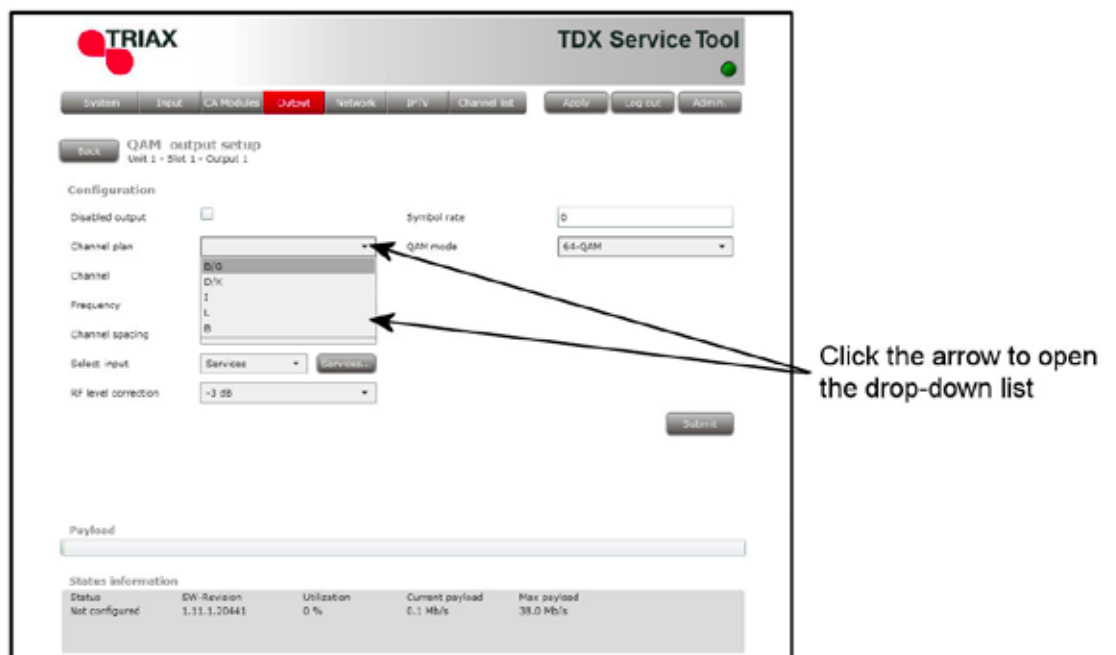 TRIAX
TDX Service Tool
System Input CA Modules Output Network IPTV Channel list Apply Log out Admin.
Back QAM output setup
Unit 1 - Slot 1 - Output 1
Configuration
Disabled output Symbol rate 0
Channel plan QAM mode 64-QAM
B/G
Channel D/K
I
Frequency L
Channel spacing B
Select input Services Services...
RF level correction -3 dB
Click the arrow to open
the drop-down list
Submit
Payload
Status information
Status SW-Revision Utilization Current payload Max payload
Not configured 1.11.1.20441 0 % 0.1 Mb/s 38.0 Mb/s